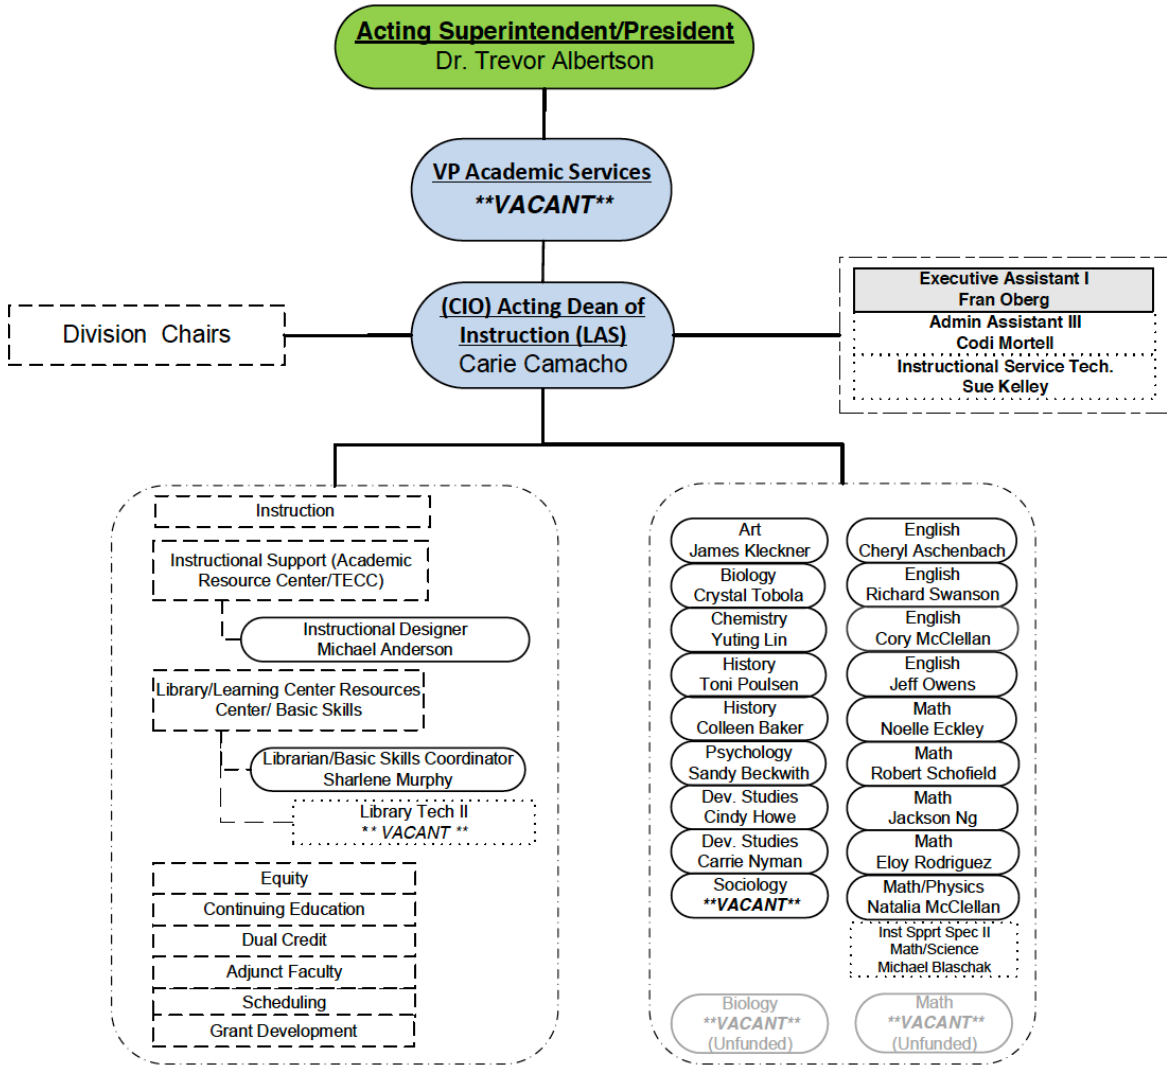 Acting Superintendent/President
Dr. Trevor Albertson
VP Academic Services
**VACANT**
(CIO) Acting Dean of
Instruction (LAS)
Carie Camacho
Division Chairs
Executive Assistant I
Fran Oberg
Admin Assistant III
Codi Mortell
Instructional Service Tech.
Sue Kelley
Instruction
Instructional Support (Academic
Resource Center/TECC)
Instructional Designer
Michael Anderson
Library/Learning Center Resources
Center/ Basic Skills
Librarian/Basic Skills Coordinator
Sharlene Murphy
Library Tech II
** VACANT **
Equity
Continuing Education
Dual Credit
Adjunct Faculty
Scheduling
Grant Development
Art
James Kleckner
Biology
Crystal Tobola
Chemistry
Yuting Lin
History
Toni Poulsen
History
Colleen Baker
Psychology
Sandy Beckwith
Dev. Studies
Cindy Howe
Dev. Studies
Carrie Nyman
Sociology
**VACANT**
Biology
**VACANT**
(Unfunded)
English
Cheryl Aschenbach
English
Richard Swanson
English
Cory McClellan
English
Jeff Owens
Math
Noelle Eckley
Math
Robert Schofield
Math
Jackson Ng
Math
Eloy Rodriguez
Math/Physics
Natalia McClellan
Inst Spprt Spec II
Math/Science
Michael Blaschak
Math
**VACANT**
(Unfunded)